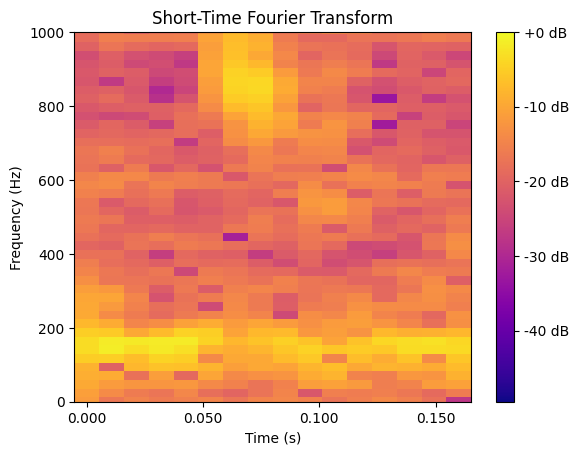 Short-Time Fourier Transform
1000
800
600
400
200
0
Frequency (Hz)
0.000
0.050
0.100
0.150
Time (s)
+0 dB
-10 dB
-20 dB
-30 dB
-40 dB